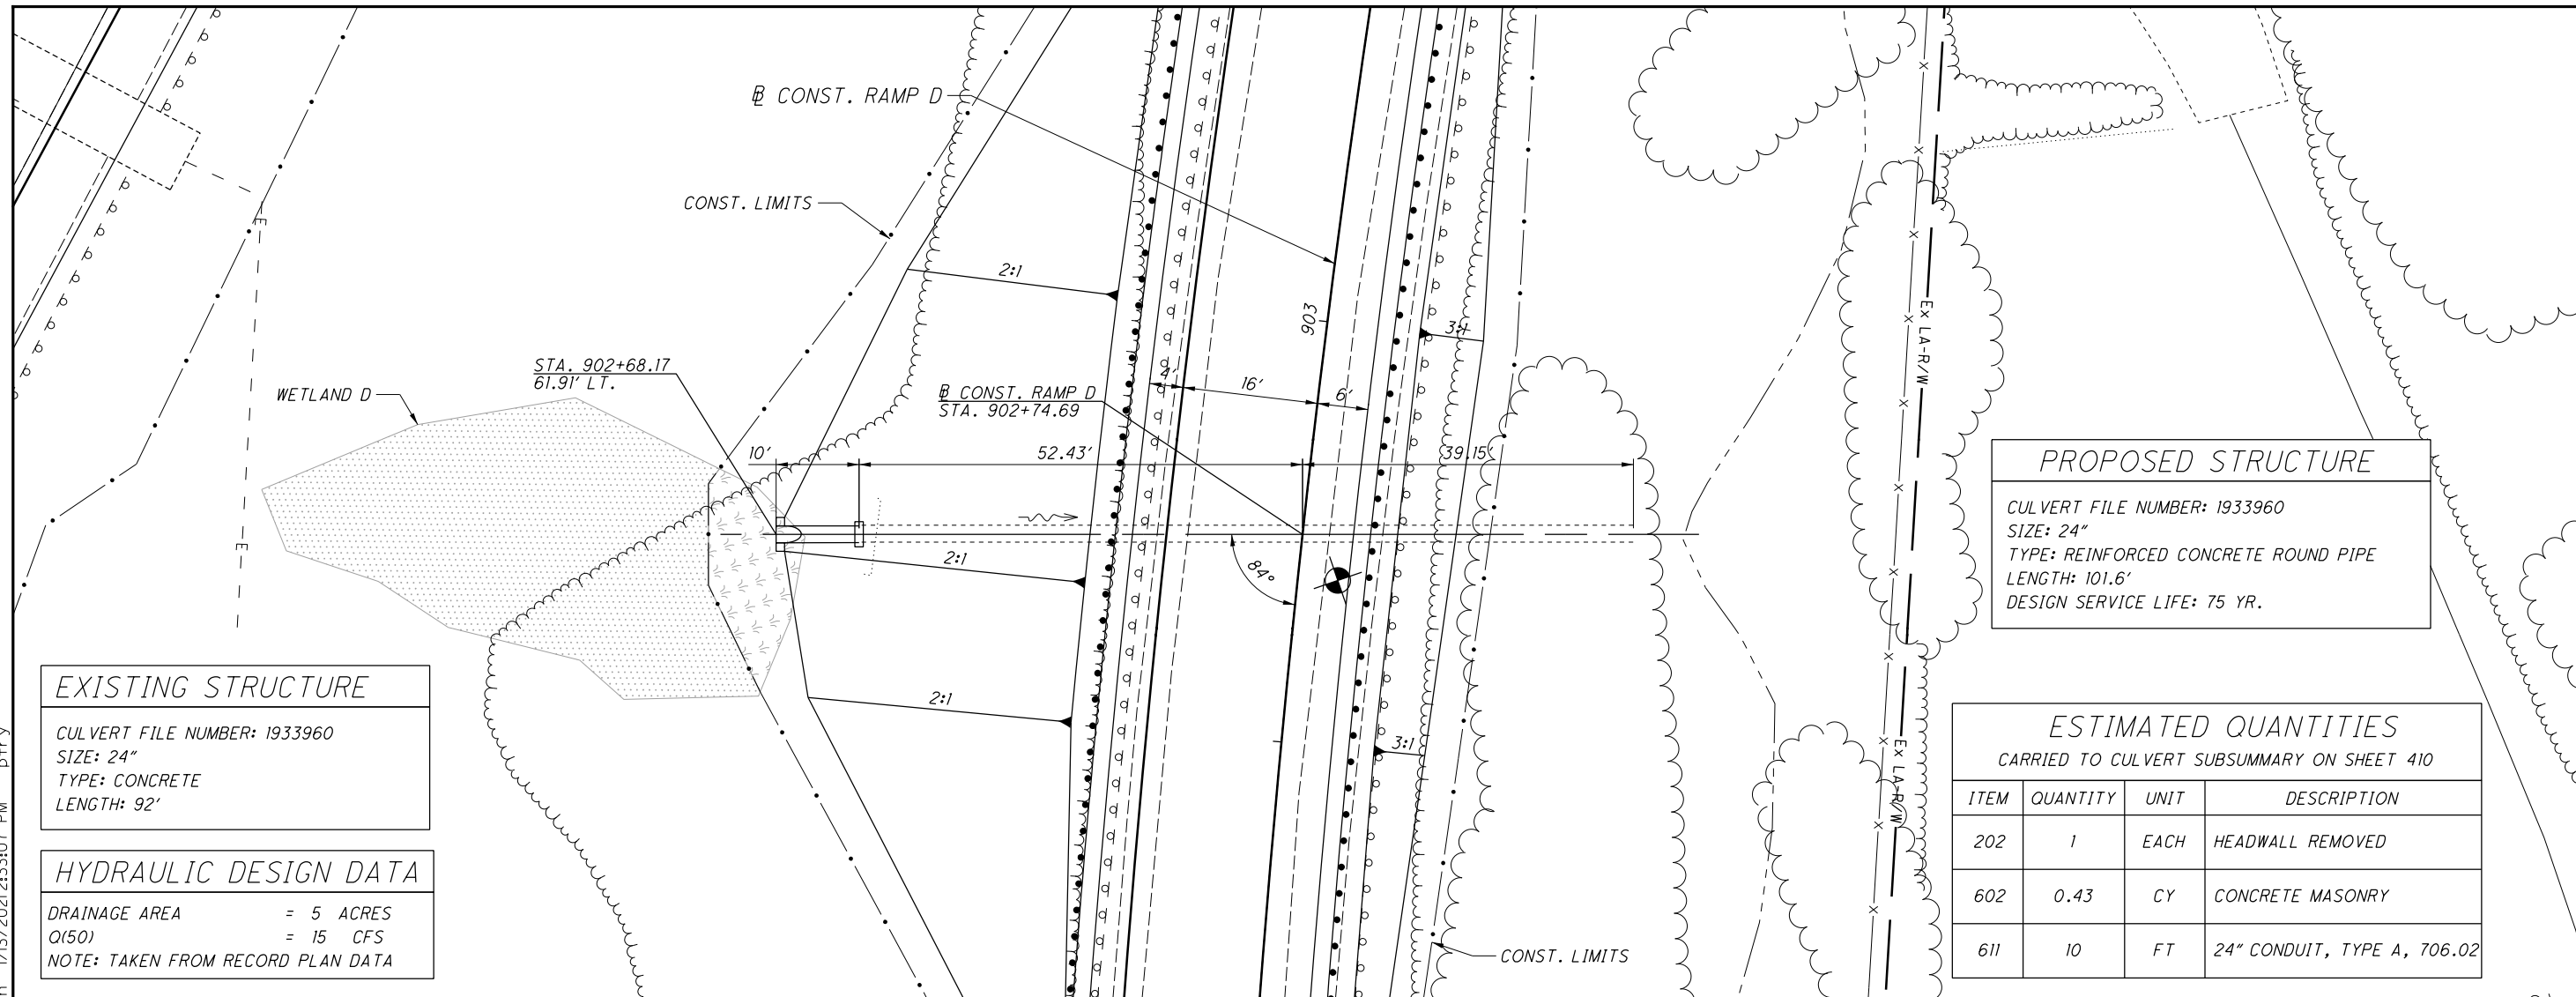 ℄ CONST. RAMP D
CONST. LIMITS
2:1
903
3:1
STA. 902+68.17
61.91' LT.
WETLAND D
4'
16'
6'
℄ CONST. RAMP D
STA. 902+74.69
10'
52.43'
39.15'
2:1
84°
2:1
3:1
CONST. LIMITS
E
E
X X X X X X X X X X X
Ex LA-R/W
Ex LA-R/W
PROPOSED STRUCTURE
CULVERT FILE NUMBER: 1933960
SIZE: 24"
TYPE: REINFORCED CONCRETE ROUND PIPE
LENGTH: 101.6'
DESIGN SERVICE LIFE: 75 YR.
EXISTING STRUCTURE
CULVERT FILE NUMBER: 1933960
SIZE: 24"
TYPE: CONCRETE
LENGTH: 92'
HYDRAULIC DESIGN DATA
DRAINAGE AREA = 5 ACRES
Q(50) = 15 CFS
NOTE: TAKEN FROM RECORD PLAN DATA
ESTIMATED QUANTITIES
CARRIED TO CULVERT SUBSUMMARY ON SHEET 410
ITEM QUANTITY UNIT DESCRIPTION
202 1 EACH HEADWALL REMOVED
602 0.43 CY CONCRETE MASONRY
611 10 FT 24" CONDUIT, TYPE A, 706.02